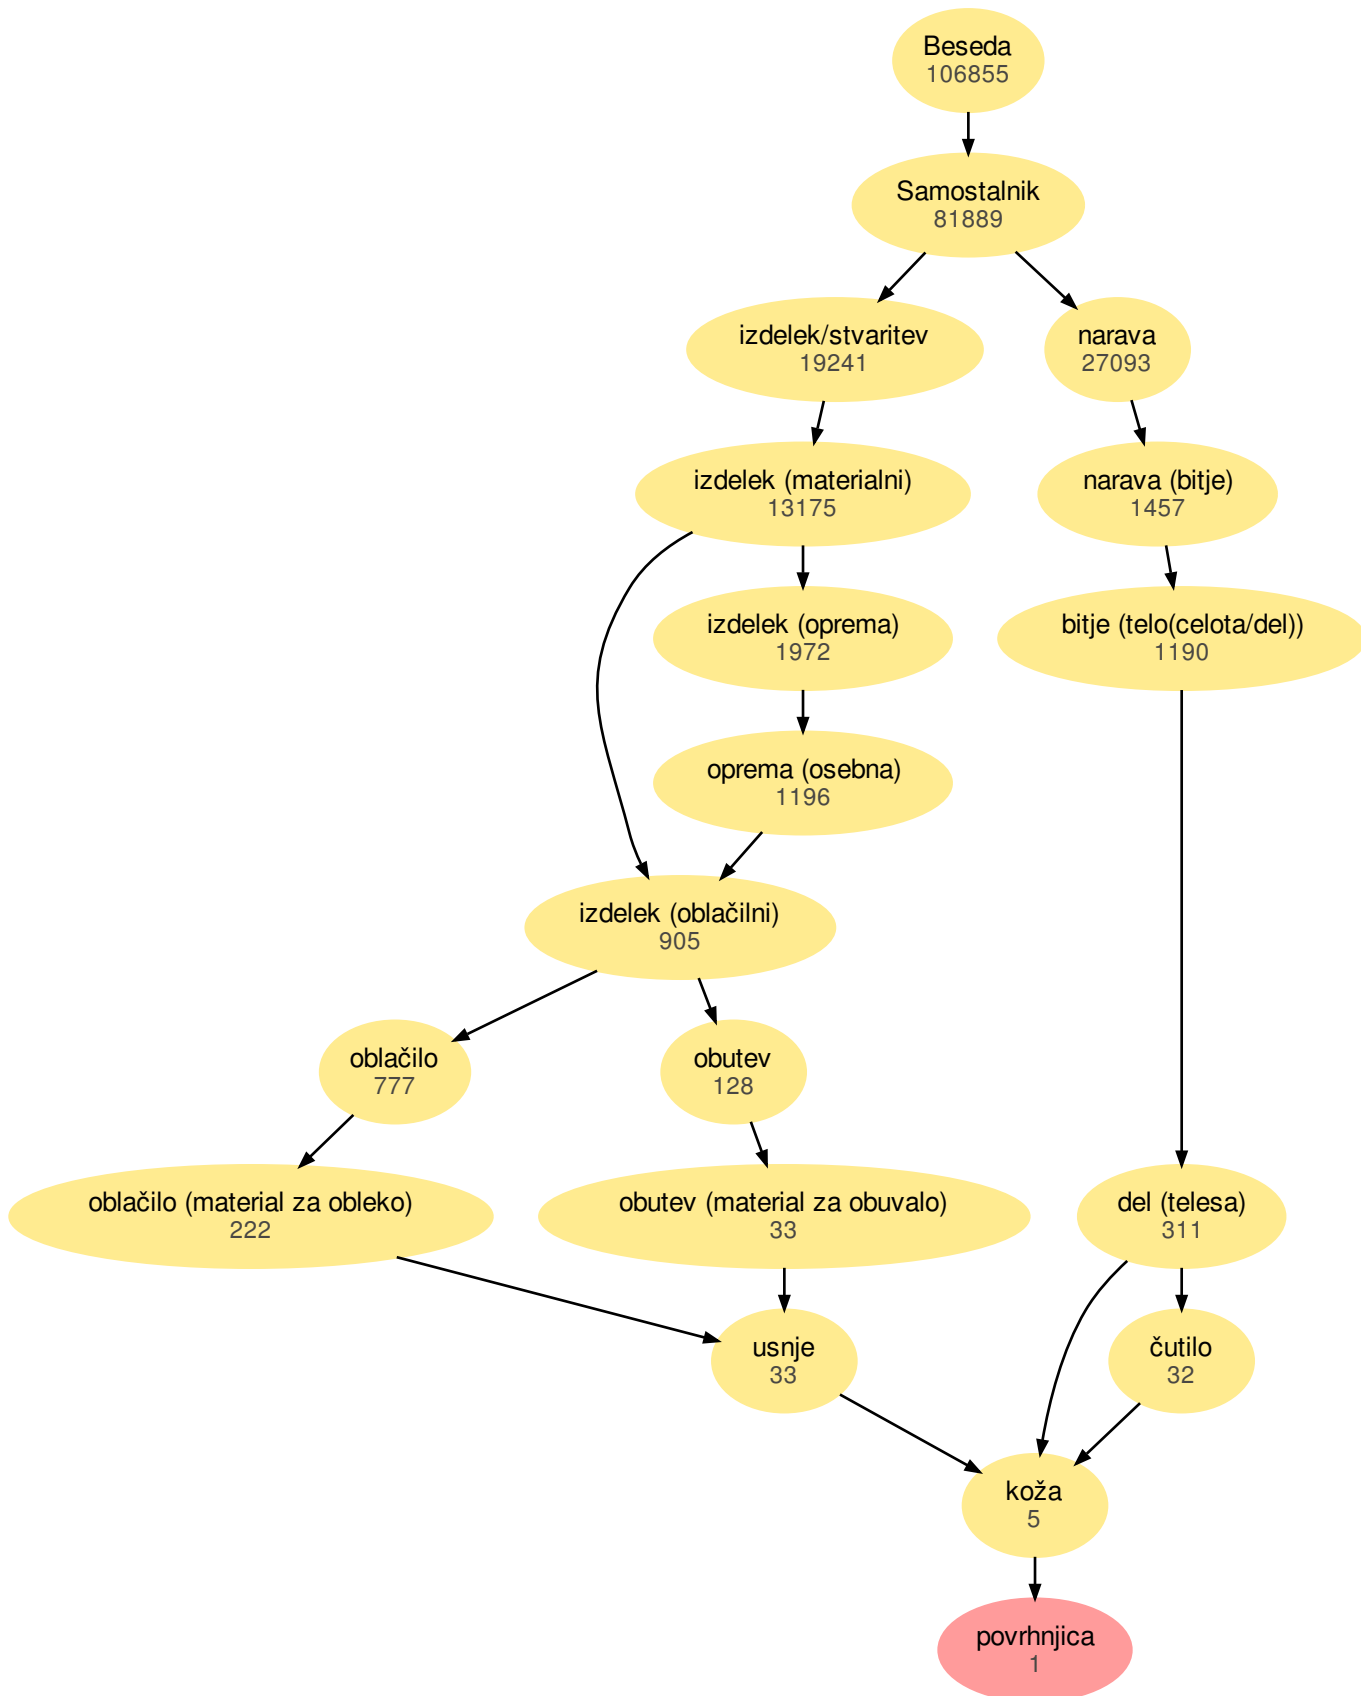 Beseda
106855
Samostalnik
81889
izdelek/stvaritev
19241
narava
27093
izdelek (materialni)
13175
narava (bitje)
1457
izdelek (oprema)
1972
bitje (telo(celota/del))
1190
oprema (osebna)
1196
izdelek (oblačilni)
905
oblačilo
777
obutev
128
oblačilo (material za obleko)
222
obutev (material za obuvalo)
33
del (telesa)
311
usnje
33
čutilo
32
koža
5
povrhnjica
1